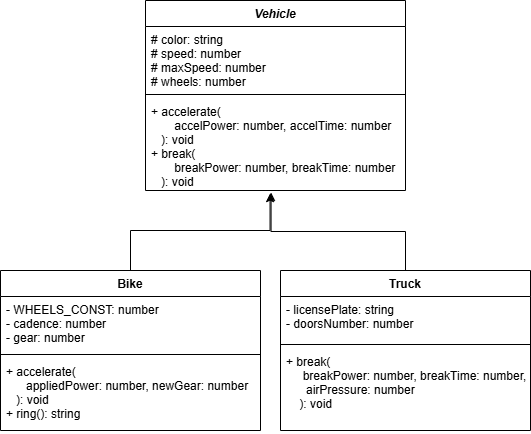 Vehicle
# color: string
# speed: number
# maxSpeed: number
# wheels: number
+ accelerate(
accelPower: number, accelTime: number
): void
+ break(
breakPower: number, breakTime: number
): void
Bike
- WHEELS_CONST: number
- cadence: number
- gear: number
+ accelerate(
appliedPower: number, newGear: number
): void
+ ring(): string
Truck
- licensePlate: string
- doorsNumber: number
+ break(
breakPower: number, breakTime: number,
airPressure: number
): void